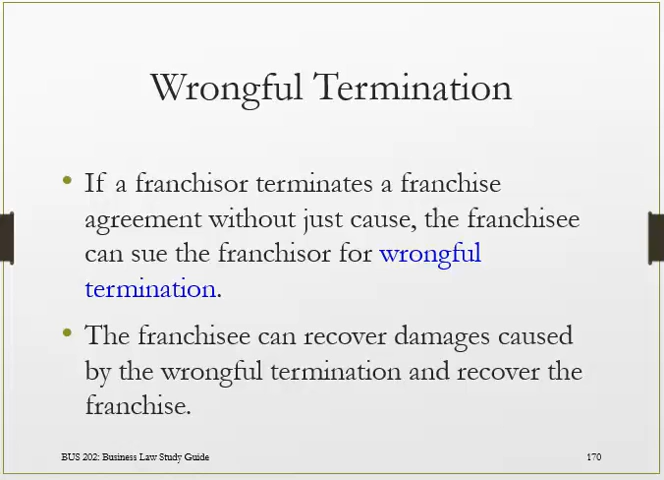 Wrongful Termination
• If a franchisor terminates a franchise
agreement without just cause, the franchisee
can sue the franchisor for wrongful
termination.
• The franchisee can recover damages caused
by the wrongful termination and recover the
franchise.
BUS 202: Business Law Study Guide
170